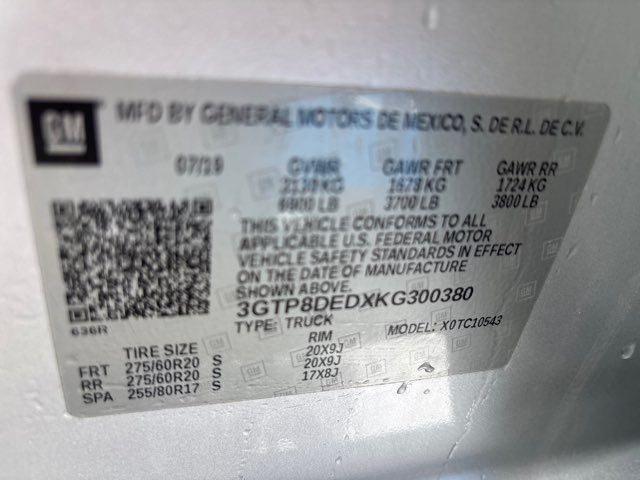 GM
MFD BY GENERAL MOTORS DE MEXICO, S. DE R.L. DE C.V.
07/19 GVWR GAWR FRT GAWR RR
3130 KG 1678 KG 1724 KG
6900 LB 3700 LB 3800 LB
THIS VEHICLE CONFORMS TO ALL
APPLICABLE U.S. FEDERAL MOTOR
VEHICLE SAFETY STANDARDS IN EFFECT
ON THE DATE OF MANUFACTURE
3GTP8DEDXKG300380
636R TYPE: TRUCK MODEL: X0TC10543
TIRE SIZE RIM
FRT 275/60R20 S 20X9J
RR 275/60R20 S 20X9J
SPA 255/80R17 S 17X8J